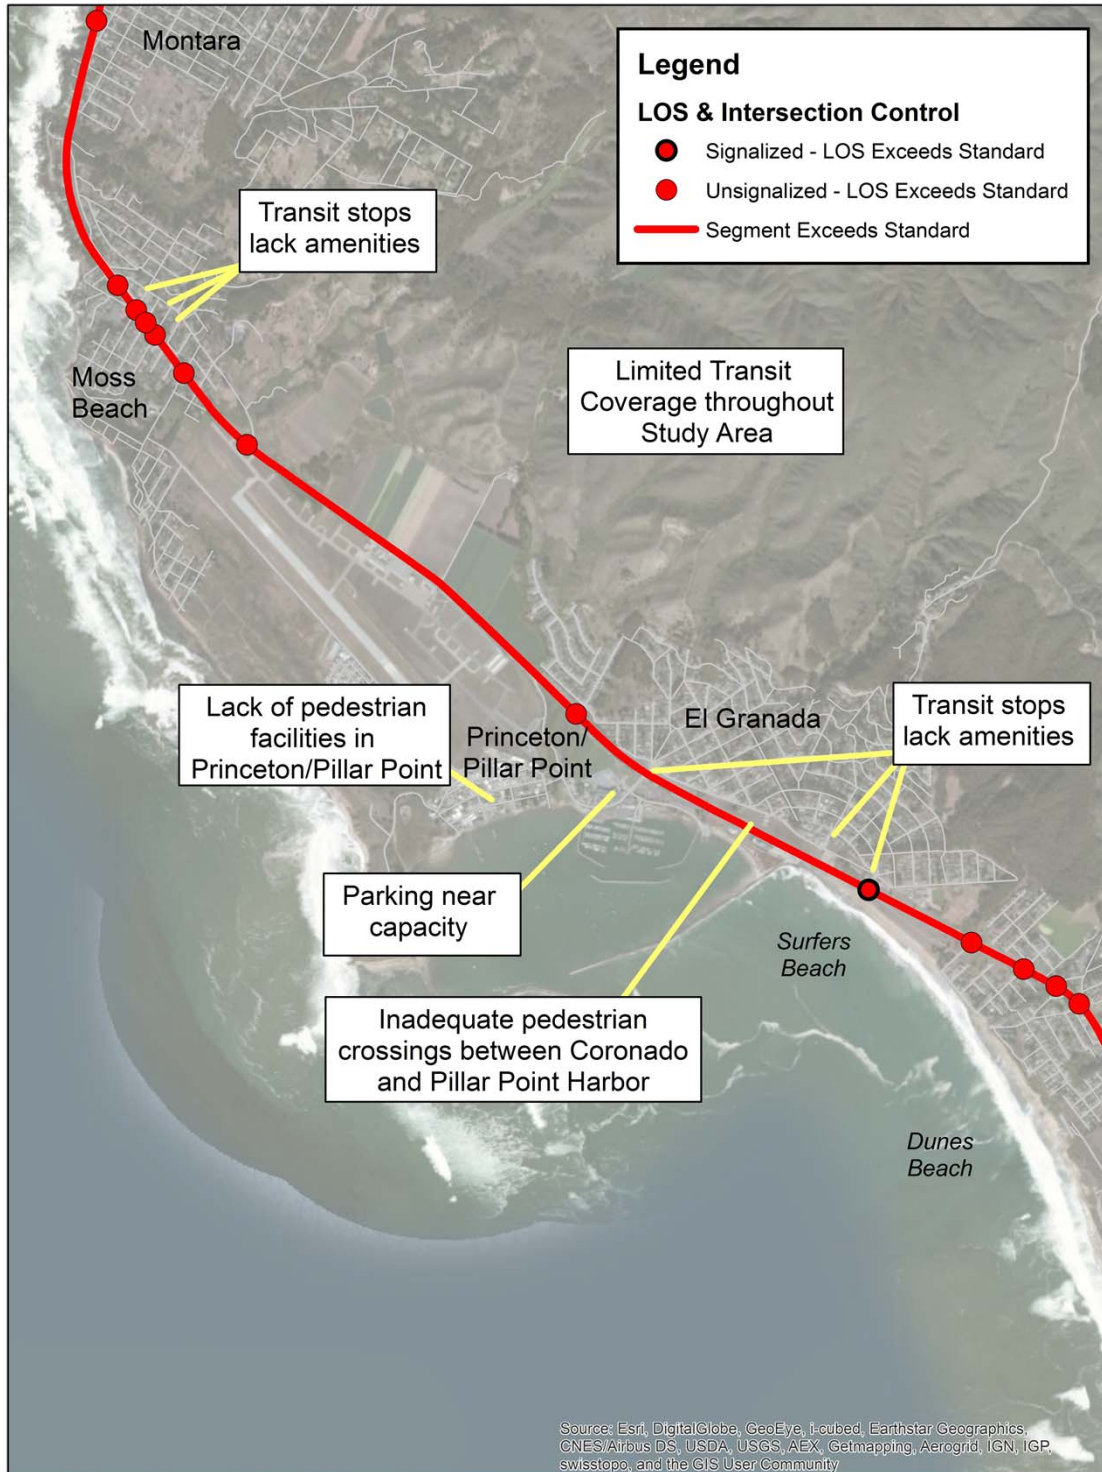 Montara
Legend
LOS & Intersection Control
Signalized - LOS Exceeds Standard
Unsignalized - LOS Exceeds Standard
Segment Exceeds Standard
Transit stops
lack amenities
Moss
Beach
Limited Transit
Coverage throughout
Study Area
Lack of pedestrian
facilities in
Princeton/Pillar Point
Princeton/
Pillar Point
El Granada
Transit stops
lack amenities
Parking near
capacity
Surfers
Beach
Inadequate pedestrian
crossings between Coronado
and Pillar Point Harbor
Dunes
Beach
Source: Esri, DigitalGlobe, GeoEye, i-cubed, Earthstar Geographics,
CNES/Airbus DS, USDA, USGS, AEX, Getmapping, Aerogrid, IGN, IGP,
swisstopo, and the GIS User Community